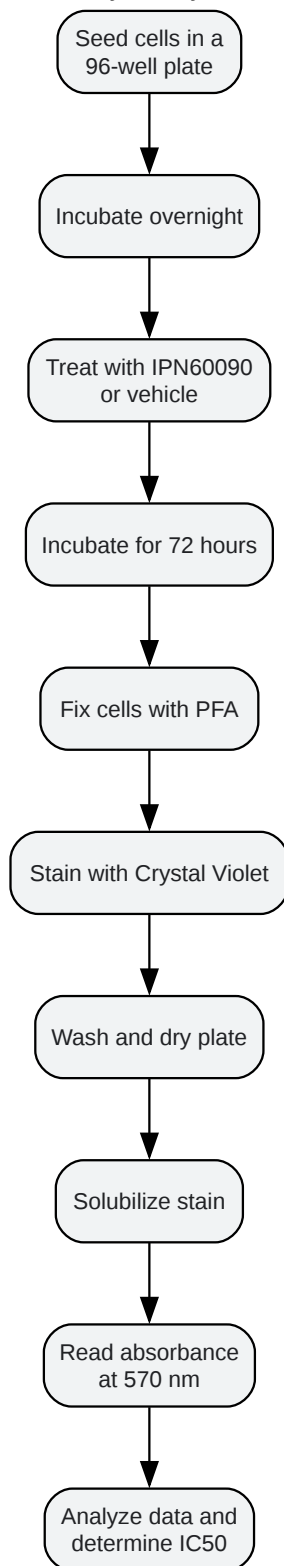 Seed cells in a
96-well plate
Incubate overnight
Treat with IPN60090
or vehicle
Incubate for 72 hours
Fix cells with PFA
Stain with Crystal Violet
Wash and dry plate
Solubilize stain
Read absorbance
at 570 nm
Analyze data and
determine IC50